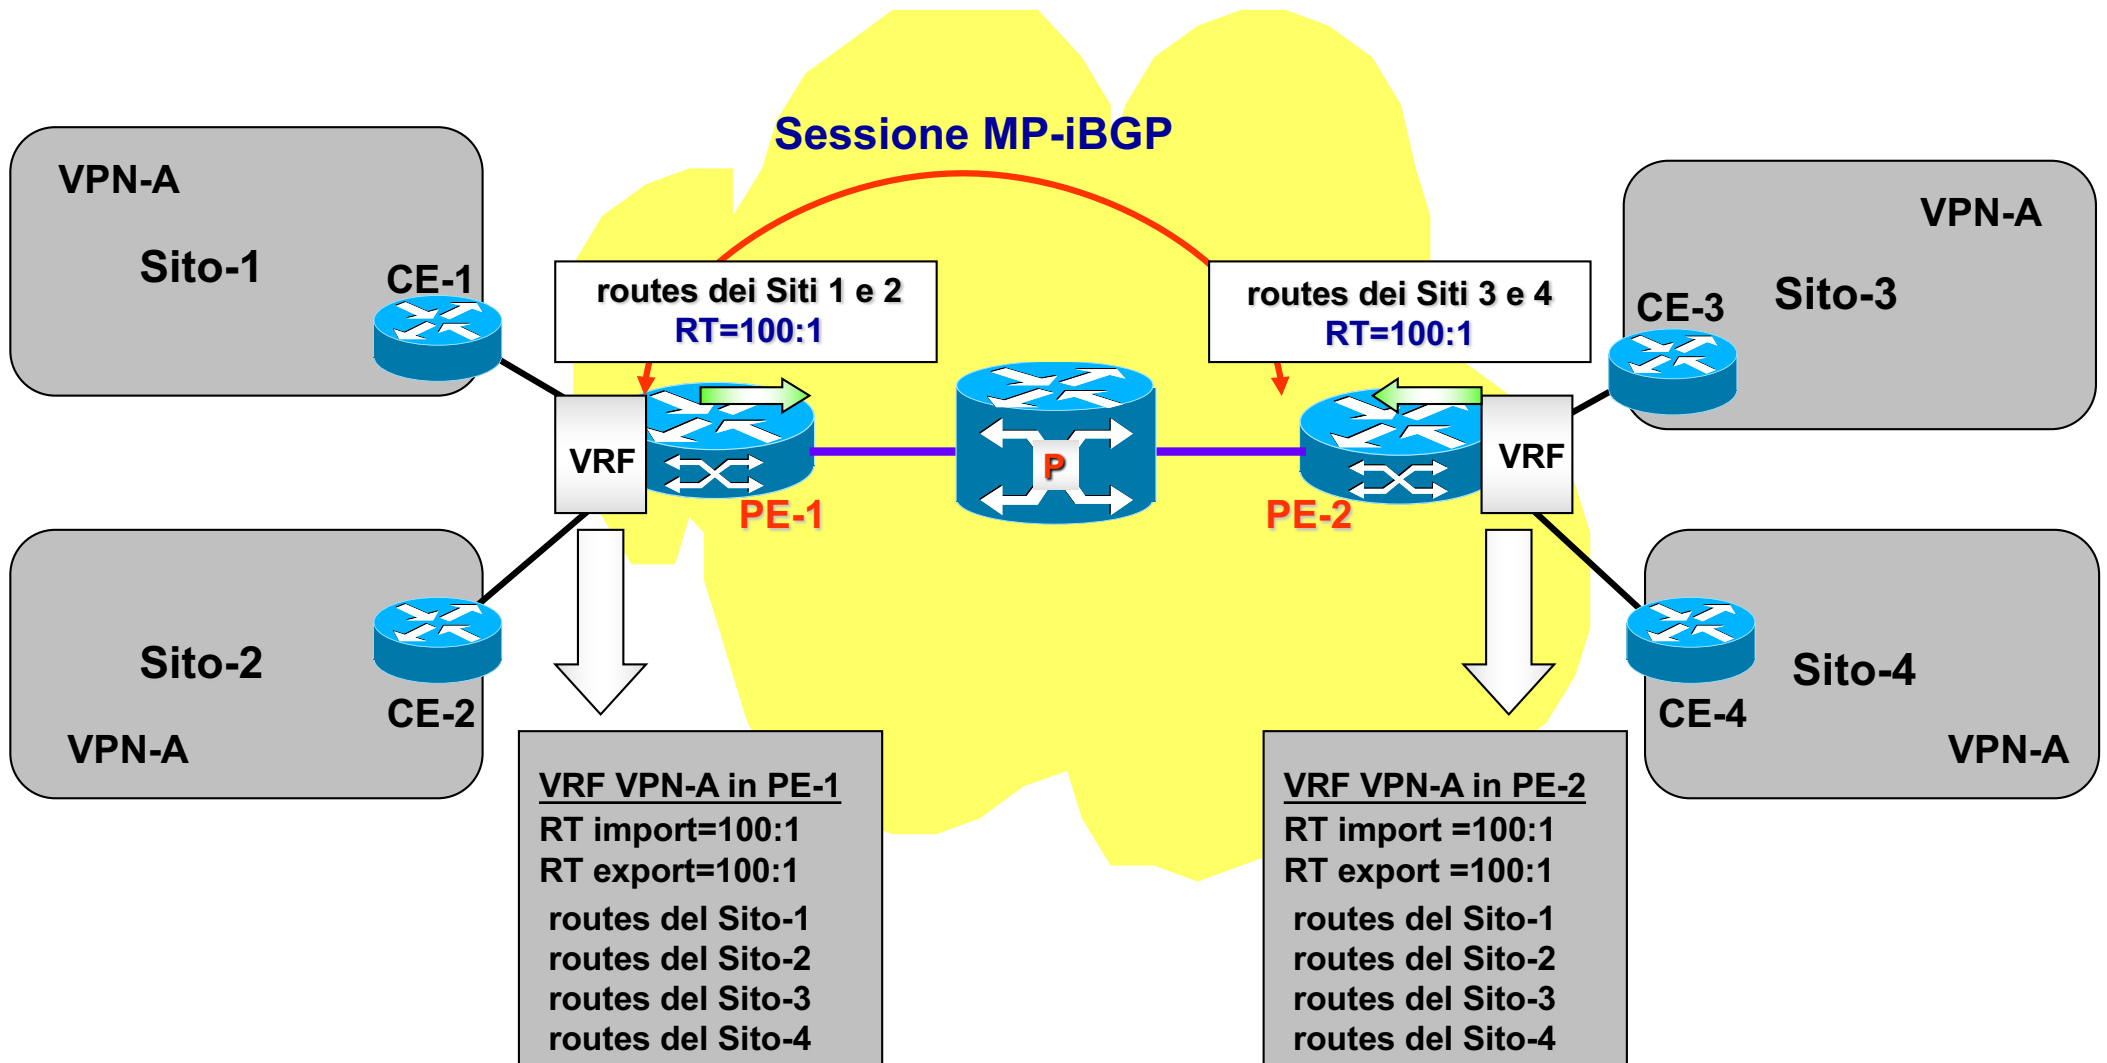 Sessione MP-iBGP
VPN-A
Sito-1
CE-1
routes dei Siti 1 e 2
RT=100:1
routes dei Siti 3 e 4
RT=100:1
VPN-A
Sito-3
CE-3
VRF
PE-1
P
PE-2
VRF
Sito-2
CE-2
VPN-A
Sito-4
CE-4
VPN-A
VRF VPN-A in PE-1
RT import=100:1
RT export=100:1
routes del Sito-1
routes del Sito-2
routes del Sito-3
routes del Sito-4
VRF VPN-A in PE-2
RT import =100:1
RT export =100:1
routes del Sito-1
routes del Sito-2
routes del Sito-3
routes del Sito-4